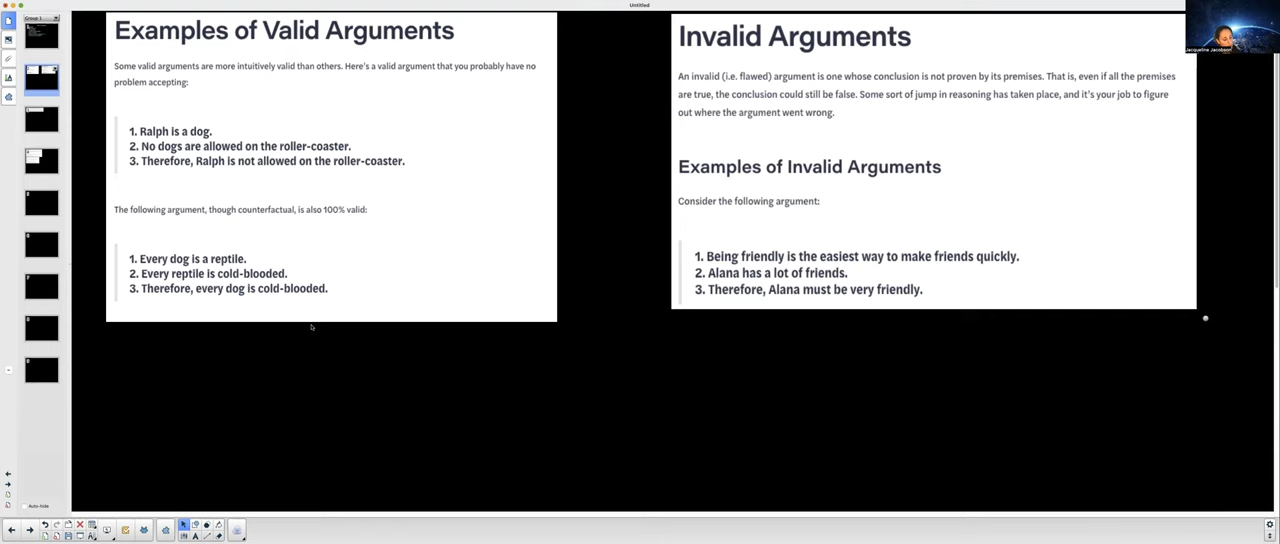 Untitled
Group 1
Jacqueline Jacobson
Examples of Valid Arguments
Some valid arguments are more intuitively valid than others. Here's a valid argument that you probably have no
problem accepting:
1. Ralph is a dog.
2. No dogs are allowed on the roller-coaster.
3. Therefore, Ralph is not allowed on the roller-coaster.
The following argument, though counterfactual, is also 100% valid:
1. Every dog is a reptile.
2. Every reptile is cold-blooded.
3. Therefore, every dog is cold-blooded.
Invalid Arguments
An invalid (i.e. flawed) argument is one whose conclusion is not proven by its premises. That is, even if all the premises
are true, the conclusion could still be false. Some sort of jump in reasoning has taken place, and it's your job to figure
out where the argument went wrong.
Examples of Invalid Arguments
Consider the following argument:
1. Being friendly is the easiest way to make friends quickly.
2. Alana has a lot of friends.
3. Therefore, Alana must be very friendly.
Auto-hide